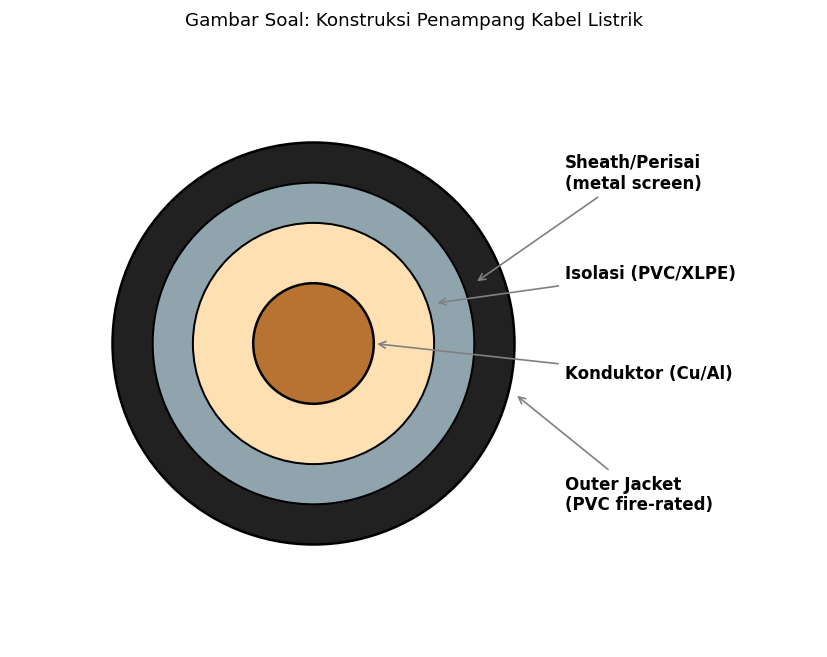 Gambar Soal: Konstruksi Penampang Kabel Listrik
Sheath/Perisai
(metal screen)
Isolasi (PVC/XLPE)
Konduktor (Cu/Al)
Outer Jacket
(PVC fire-rated)